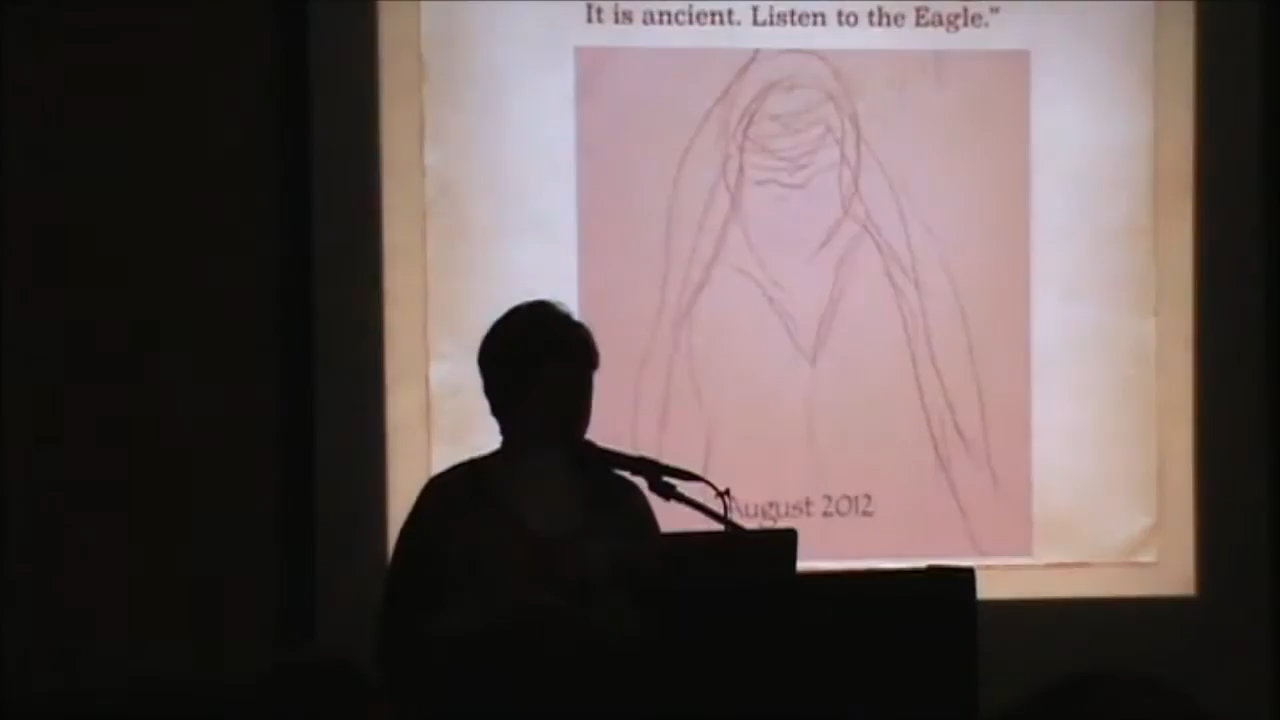 It is ancient. Listen to the Eagle."
August 2012